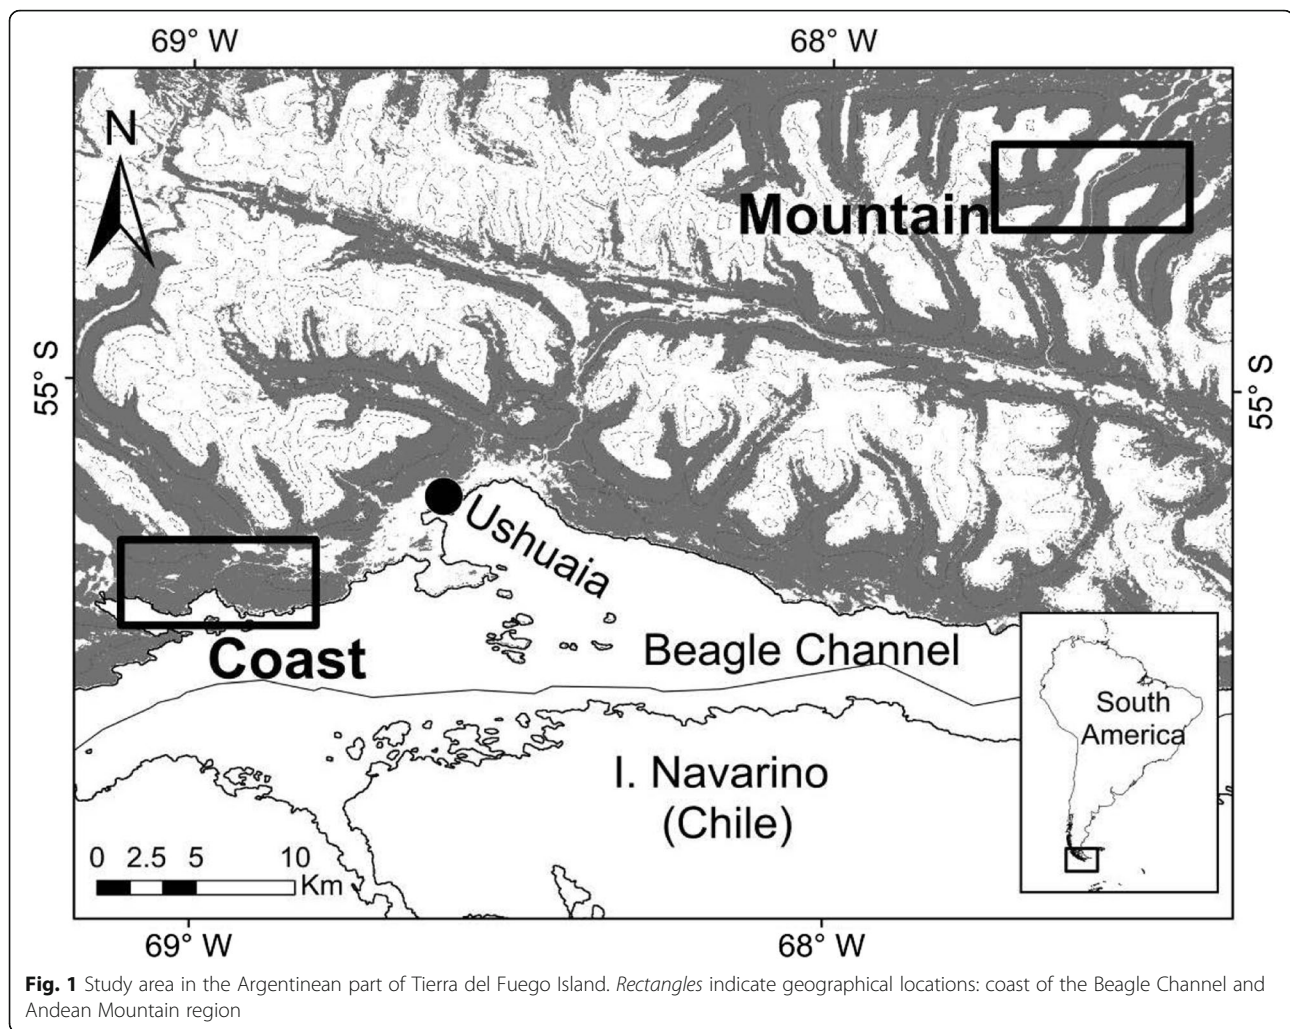 69° W 68° W
N
Mountain
55° S 55° S
Ushuaia
Coast
Beagle Channel
South
America
I. Navarino
(Chile)
0 2.5 5 10
Km
69° W 68° W
Fig. 1 Study area in the Argentinean part of Tierra del Fuego Island. Rectangles indicate geographical locations: coast of the Beagle Channel and
Andean Mountain region